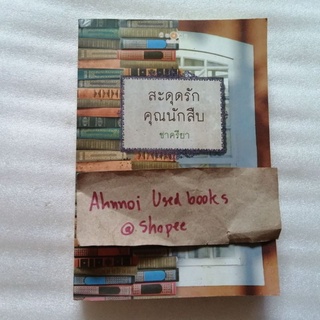 สะดุดรัก
คุณนักสืบ
ชาคริยา
Ahnnoi Used books
@ Shopee